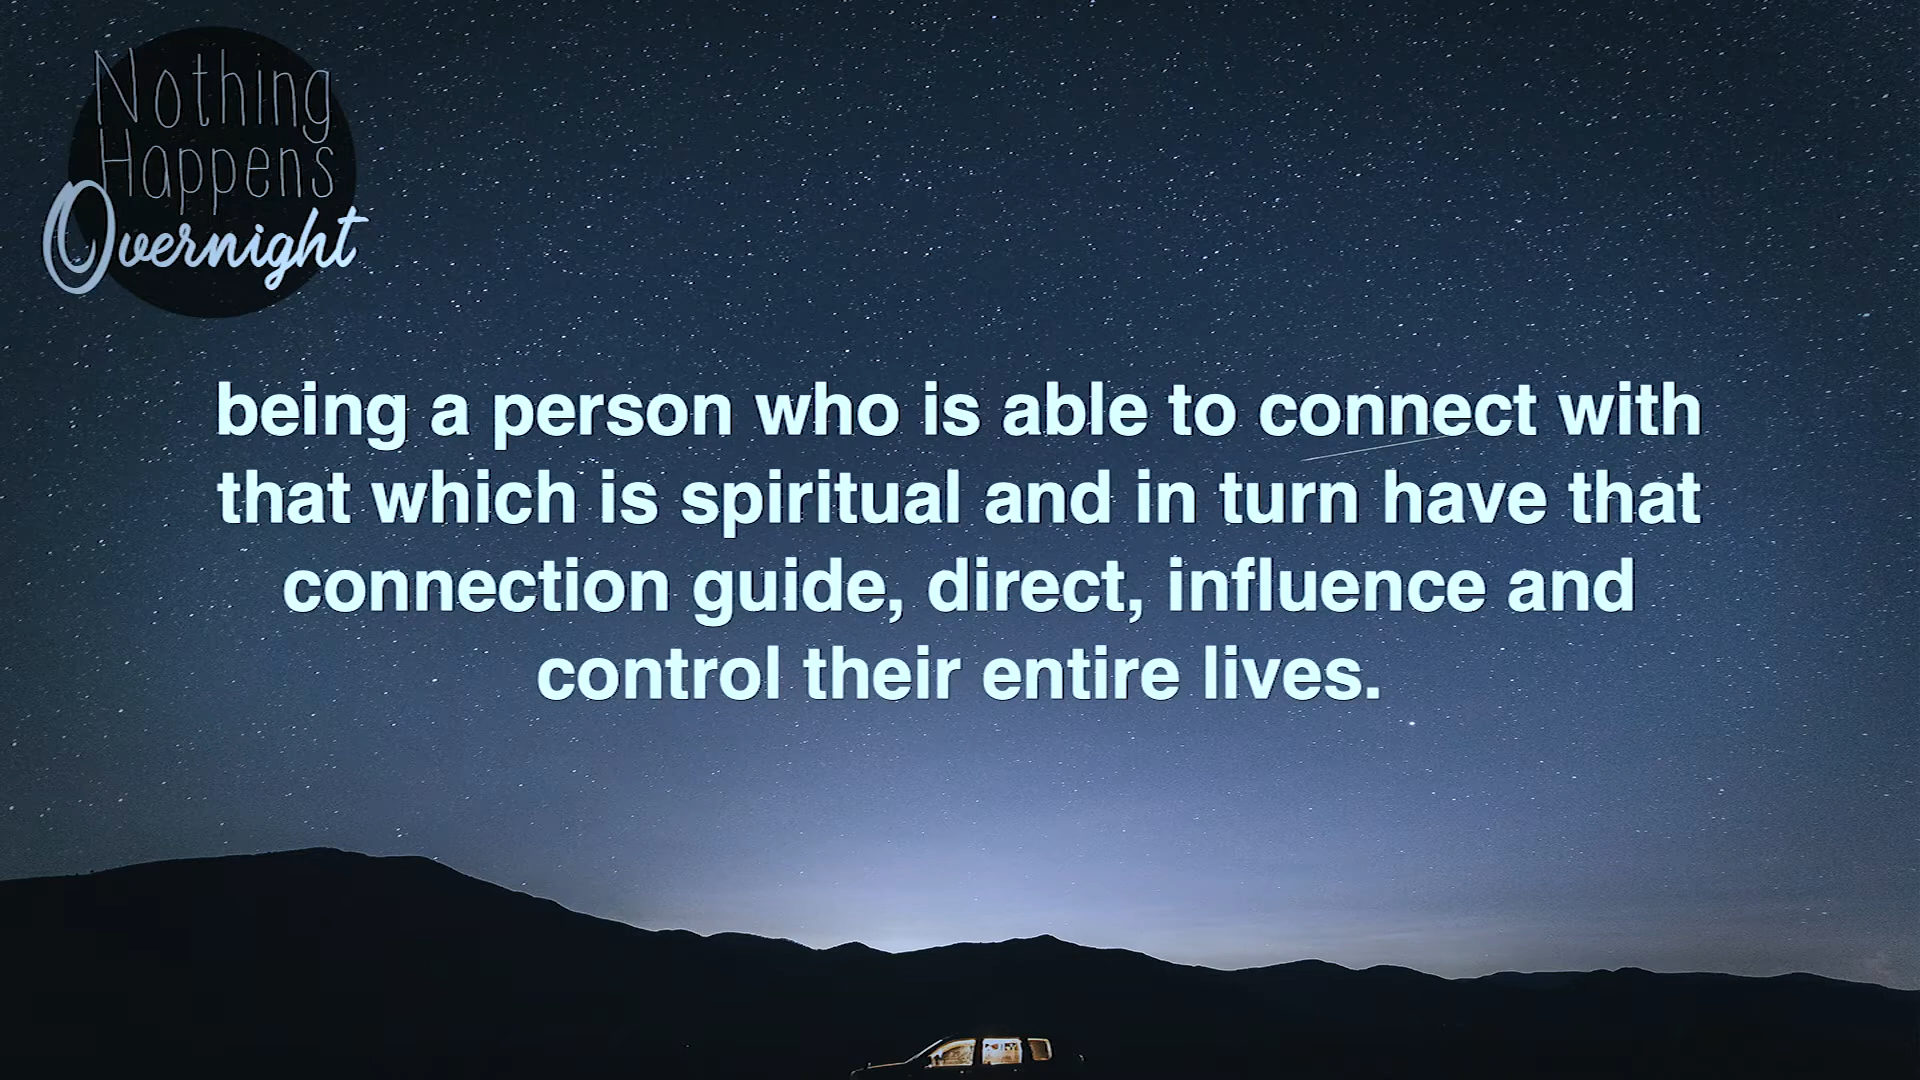 Nothing
Happens
Overnight
being a person who is able to connect with
that which is spiritual and in turn have that
connection guide, direct, influence and
control their entire lives.